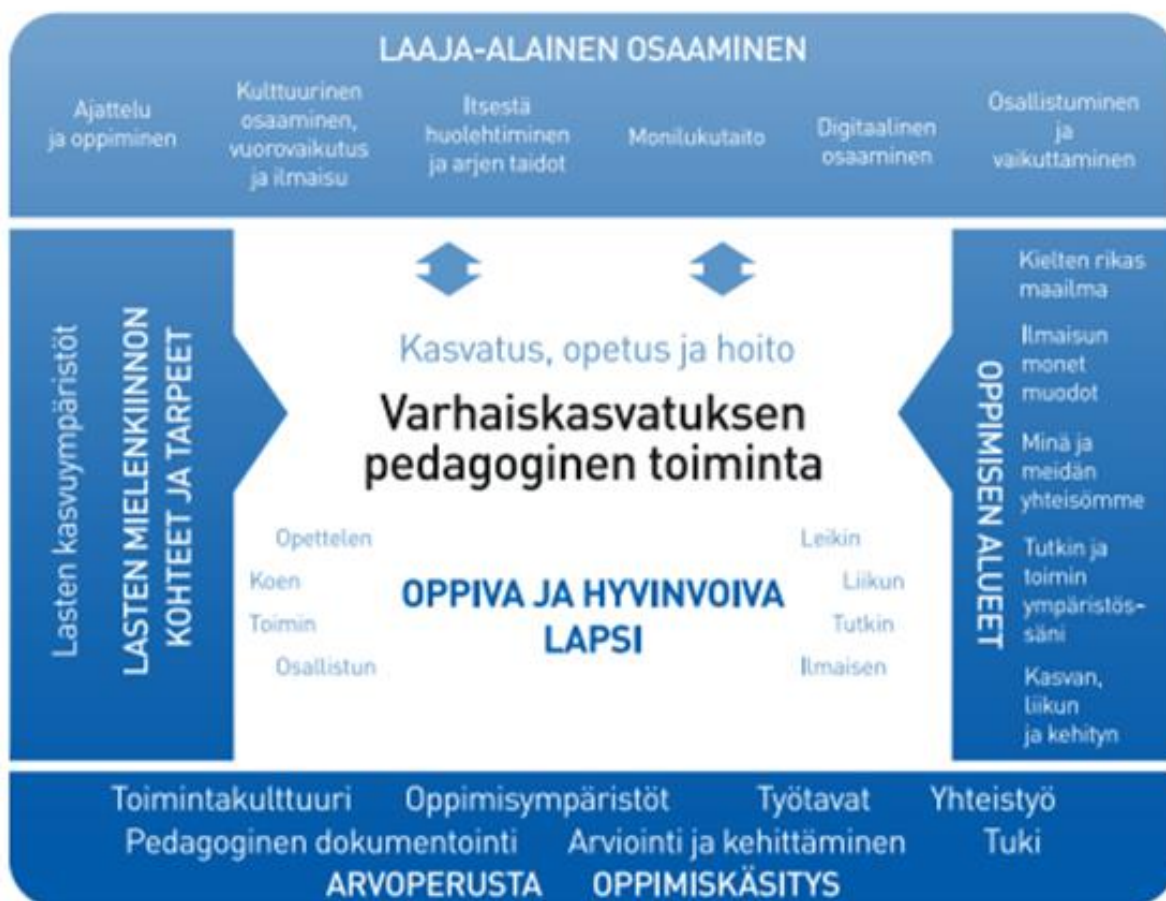 LAAJA-ALAINEN OSAAMINEN
Ajattelu
ja oppiminen
Kulttuurinen
osaaminen,
vuorovaikutus
ja ilmaisu
Itsestä
huolehtiminen
ja arjen taidot
Monilukutaito
Digitaalinen
osaaminen
Osallistuminen
ja
vaikuttaminen
Lasten kasvuympäristöt
LASTEN MIELENKIINNON
KOHTEET JA TARPEET
Kasvatus, opetus ja hoito
Varhaiskasvatuksen
pedagoginen toiminta
Opettelen
Koen
Toimin
Osallistun
OPPIVA JA HYVINVOIVA
LAPSI
Leikin
Liikun
Tutkin
Ilmaisen
OPPIMISEN ALUEET
Kielten rikas
maailma
Ilmaisun
monet
muodot
Minä ja
meidän
yhteisömme
Tutkin ja
toimin
ympäristös-
säni
Kasvan,
liikun
ja kehityn
Toimintakulttuuri Oppimisympäristöt Työtavat Yhteistyö
Pedagoginen dokumentointi Arviointi ja kehittäminen Tuki
ARVOPERUSTA OPPIMISKÄSITYS